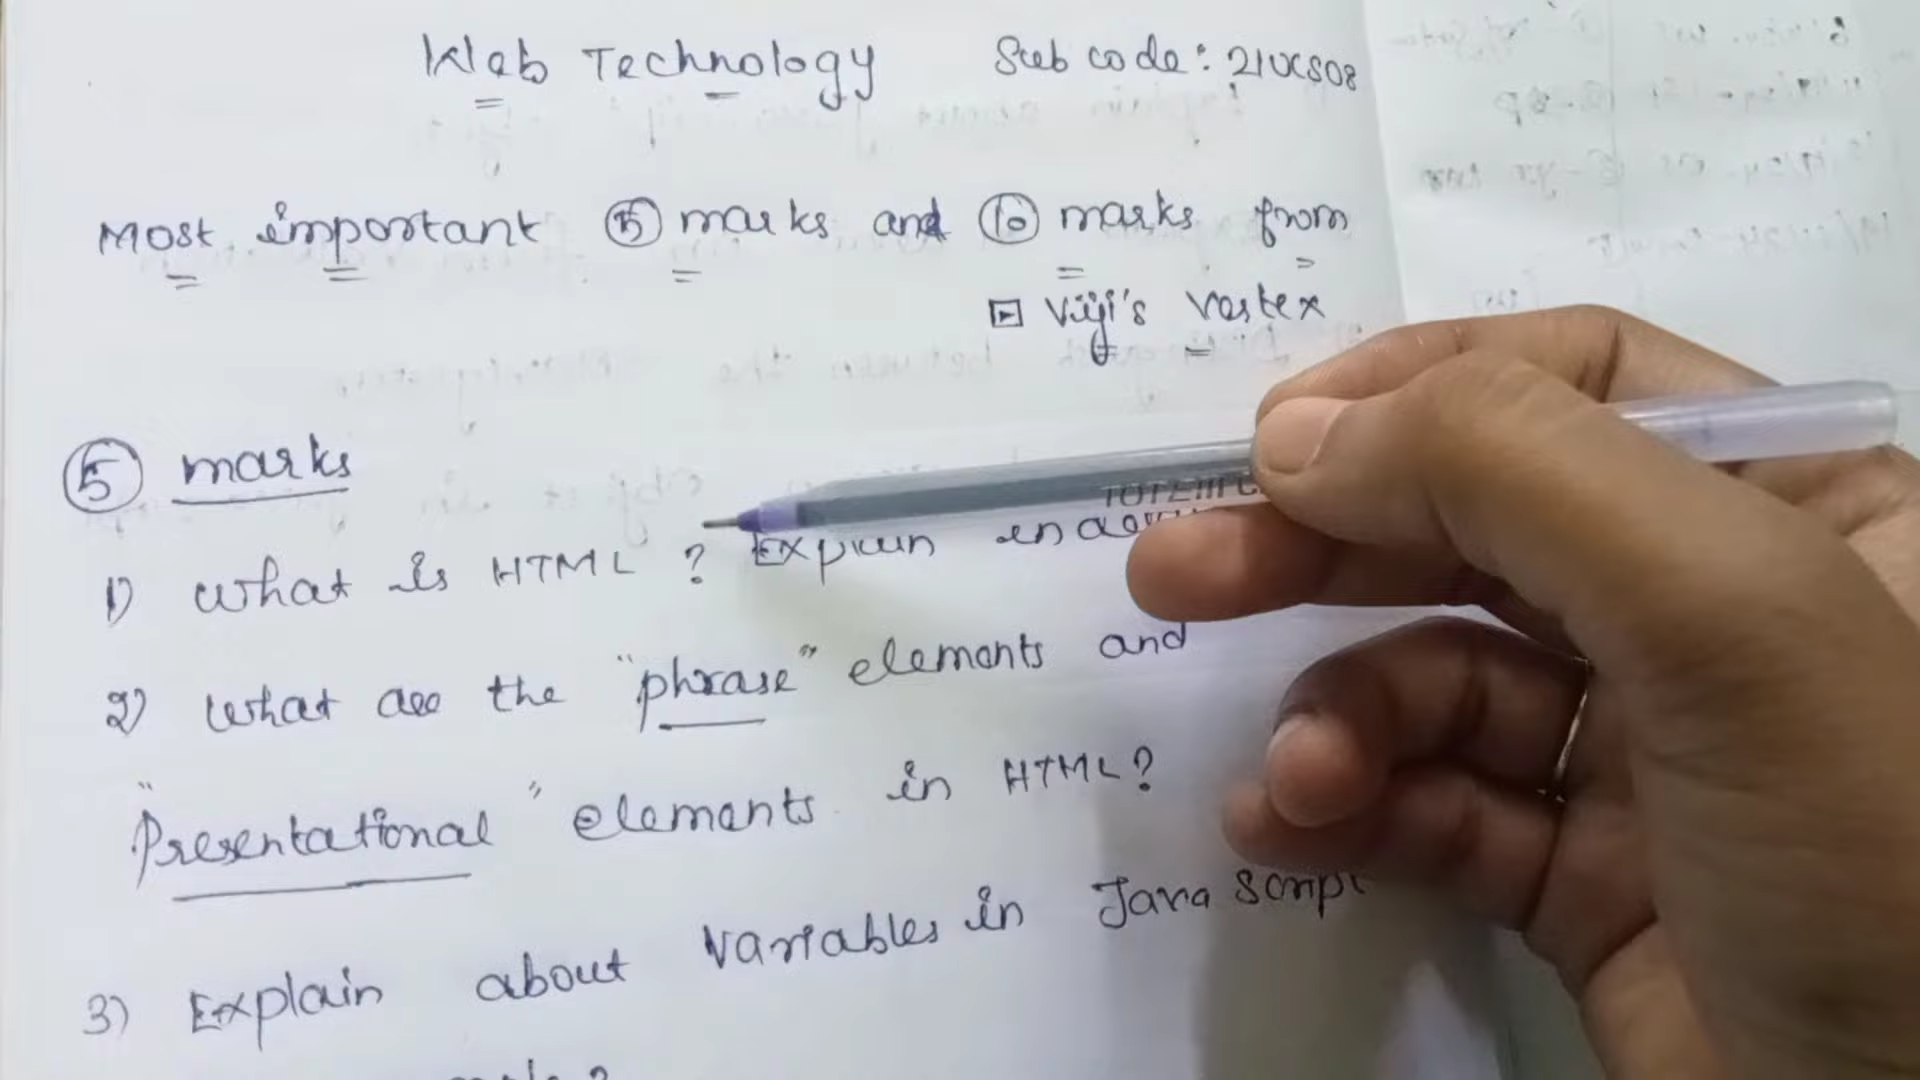 Web Technology Sub code: 21UCS08
Most important 5 marks and 10 marks from
Viji's Vertex
5 marks
1) What is HTML? Explain in
2) What are the "phrase" elements and
"Presentational" elements in HTML?
3) Explain about Variables in Java Script
TOTEM